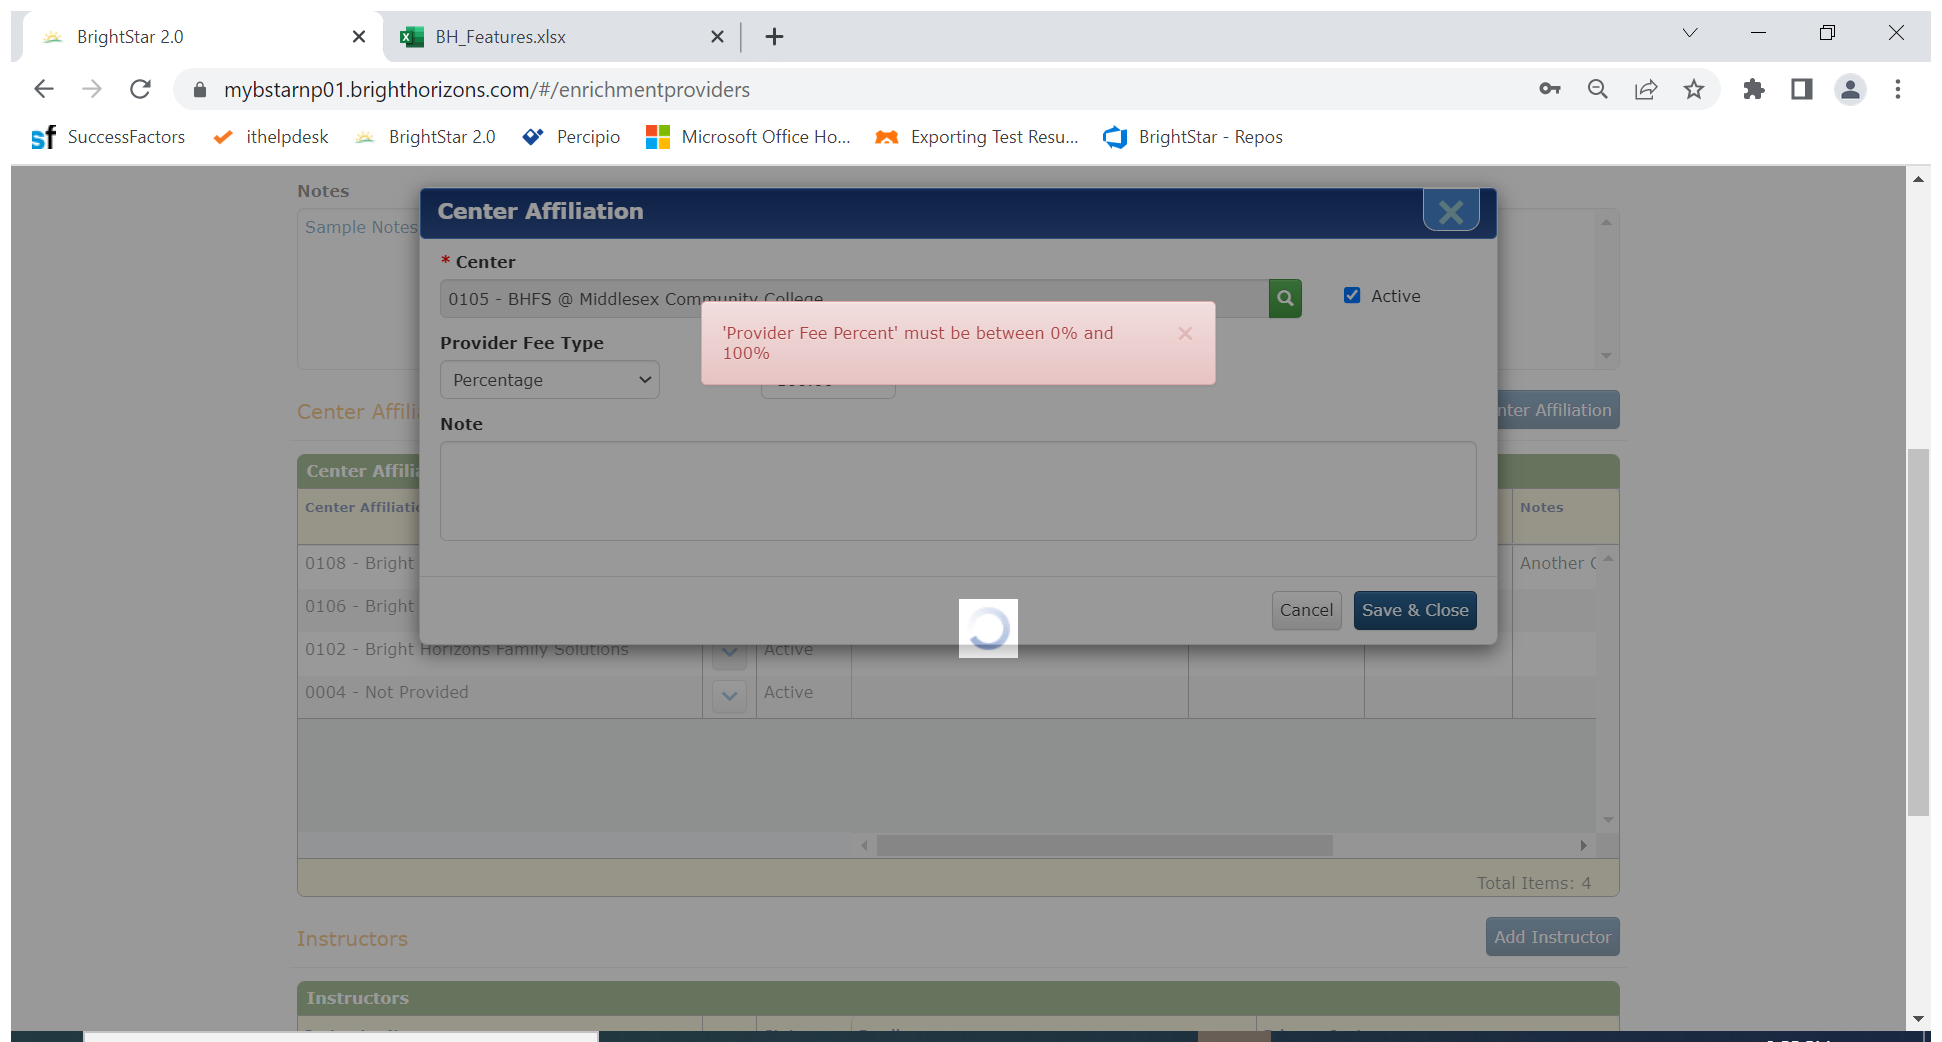 BrightStar 2.0
BH_Features.xlsx
mybstarnp01.brighthorizons.com/#/enrichmentproviders
SuccessFactors
ithelpdesk
BrightStar 2.0
Percipio
Microsoft Office Ho...
Exporting Test Resu...
BrightStar - Repos
Notes
Sample Notes
Center Affiliation
* Center
0105 - BHFS @ Middlesex Community College
Active
'Provider Fee Percent' must be between 0% and
100%
Provider Fee Type
Percentage
Note
Cancel
Save & Close
Center Affili
nter Affiliation
Center Affilia
Center Affiliatio
Notes
0108 - Bright
Another
0106 - Bright
0102 - Bright Horizons Family Solutions
Active
0004 - Not Provided
Active
Total Items: 4
Instructors
Add Instructor
Instructors